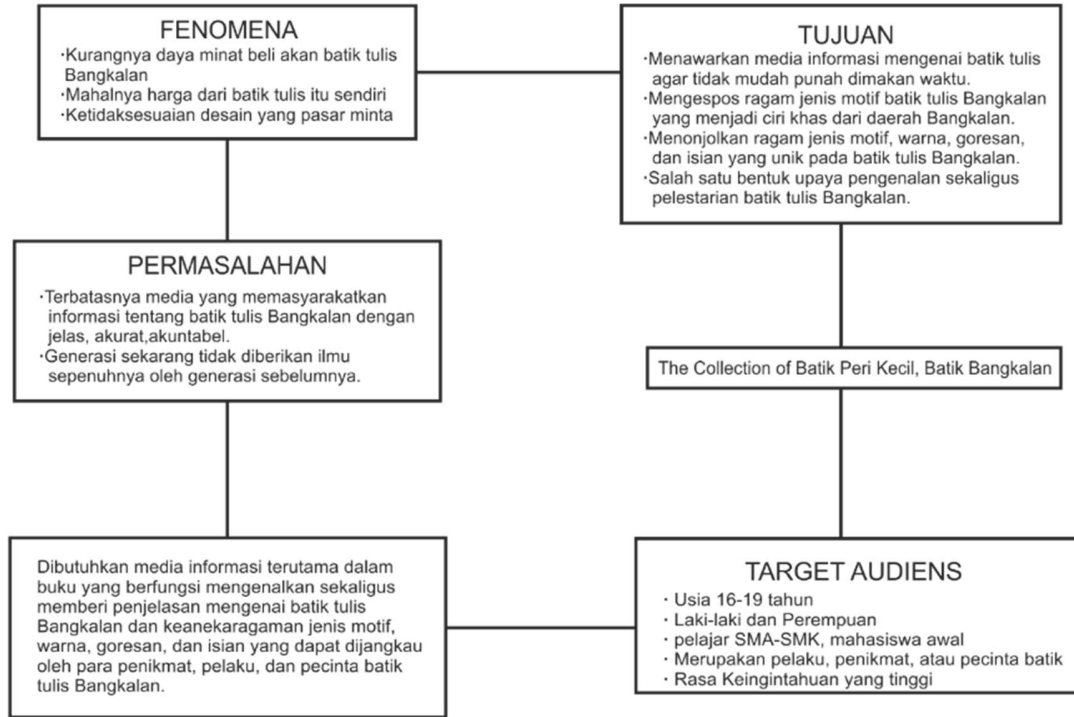 FENOMENA
·Kurangnya daya minat beli akan batik tulis
Bangkalan
·Mahalnya harga dari batik tulis itu sendiri
·Ketidaksesuaian desain yang pasar minta
TUJUAN
·Menawarkan media informasi mengenai batik tulis
agar tidak mudah punah dimakan waktu.
·Mengespos ragam jenis motif batik tulis Bangkalan
yang menjadi ciri khas dari daerah Bangkalan.
·Menonjolkan ragam jenis motif, warna, goresan,
dan isian yang unik pada batik tulis Bangkalan.
·Salah satu bentuk upaya pengenalan sekaligus
pelestarian batik tulis Bangkalan.
PERMASALAHAN
·Terbatasnya media yang memasyarakatkan
informasi tentang batik tulis Bangkalan dengan
jelas, akurat,akuntabel.
·Generasi sekarang tidak diberikan ilmu
sepenuhnya oleh generasi sebelumnya.
The Collection of Batik Peri Kecil, Batik Bangkalan
Dibutuhkan media informasi terutama dalam
buku yang berfungsi mengenalkan sekaligus
memberi penjelasan mengenai batik tulis
Bangkalan dan keanekaragaman jenis motif,
warna, goresan, dan isian yang dapat dijangkau
oleh para penikmat, pelaku, dan pecinta batik
tulis Bangkalan.
TARGET AUDIENS
· Usia 16-19 tahun
· Laki-laki dan Perempuan
· pelajar SMA-SMK, mahasiswa awal
· Merupakan pelaku, penikmat, atau pecinta batik
· Rasa Keingintahuan yang tinggi